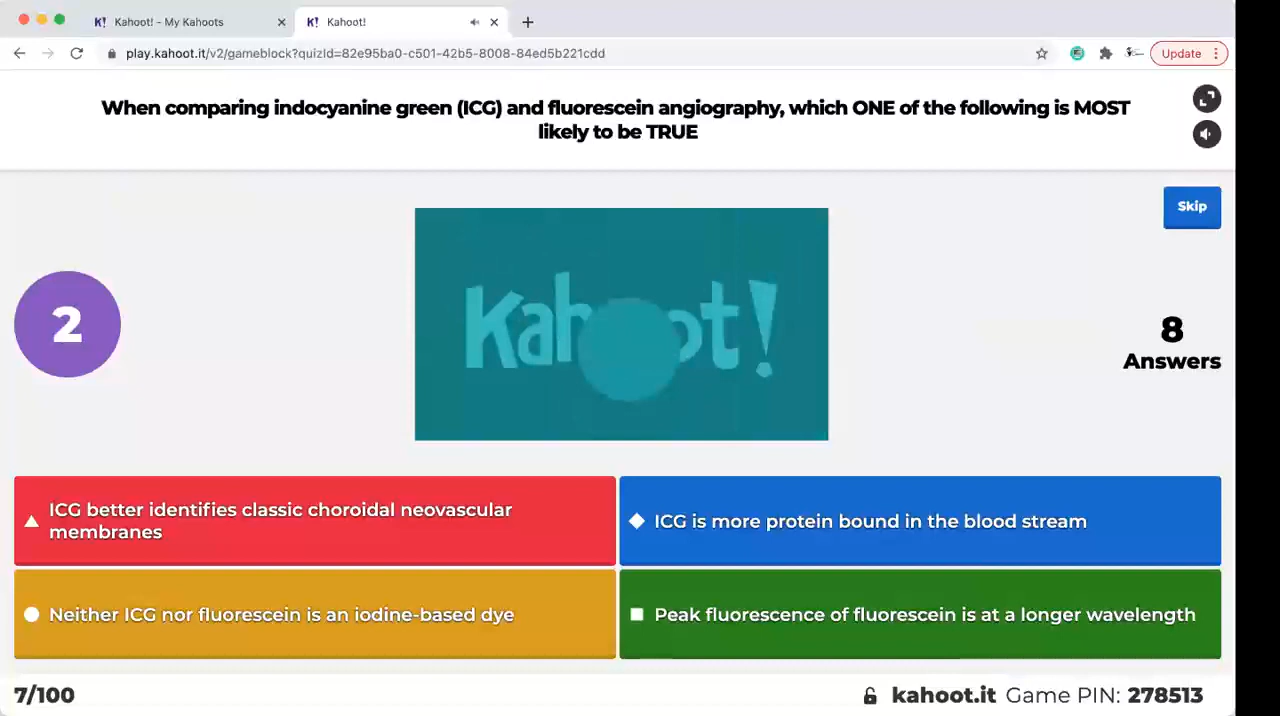 Kahoot! - My Kahoots
Kahoot!
play.kahoot.it/v2/gameblock?quizId=82e95ba0-c501-42b5-8008-84ed5b221cdd
Update
When comparing indocyanine green (ICG) and fluorescein angiography, which ONE of the following is MOST
likely to be TRUE
Skip
2
Kahoot!
8
Answers
ICG better identifies classic choroidal neovascular
membranes
ICG is more protein bound in the blood stream
Neither ICG nor fluorescein is an iodine-based dye
Peak fluorescence of fluorescein is at a longer wavelength
7/100
kahoot.it Game PIN: 278513